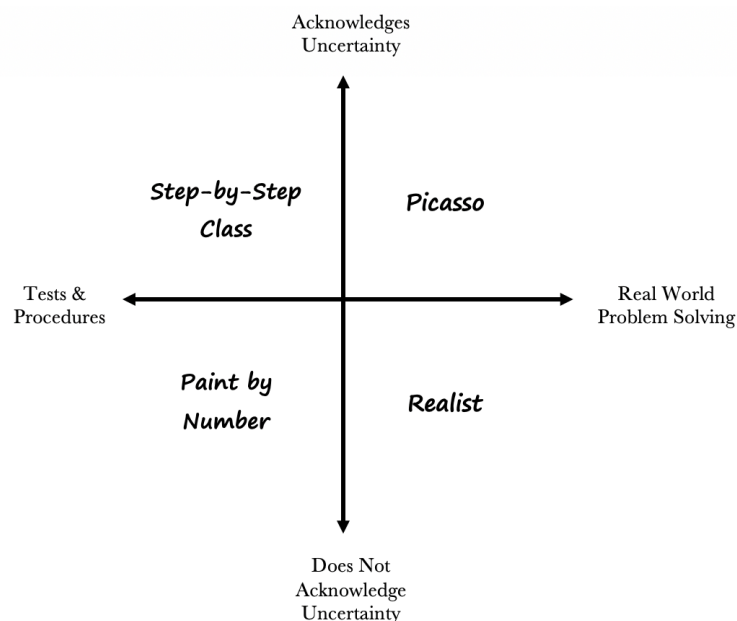 Acknowledges
Uncertainty
Step-by-Step
Class
Picasso
Tests &
Procedures
Real World
Problem Solving
Paint by
Number
Realist
Does Not
Acknowledge
Uncertainty